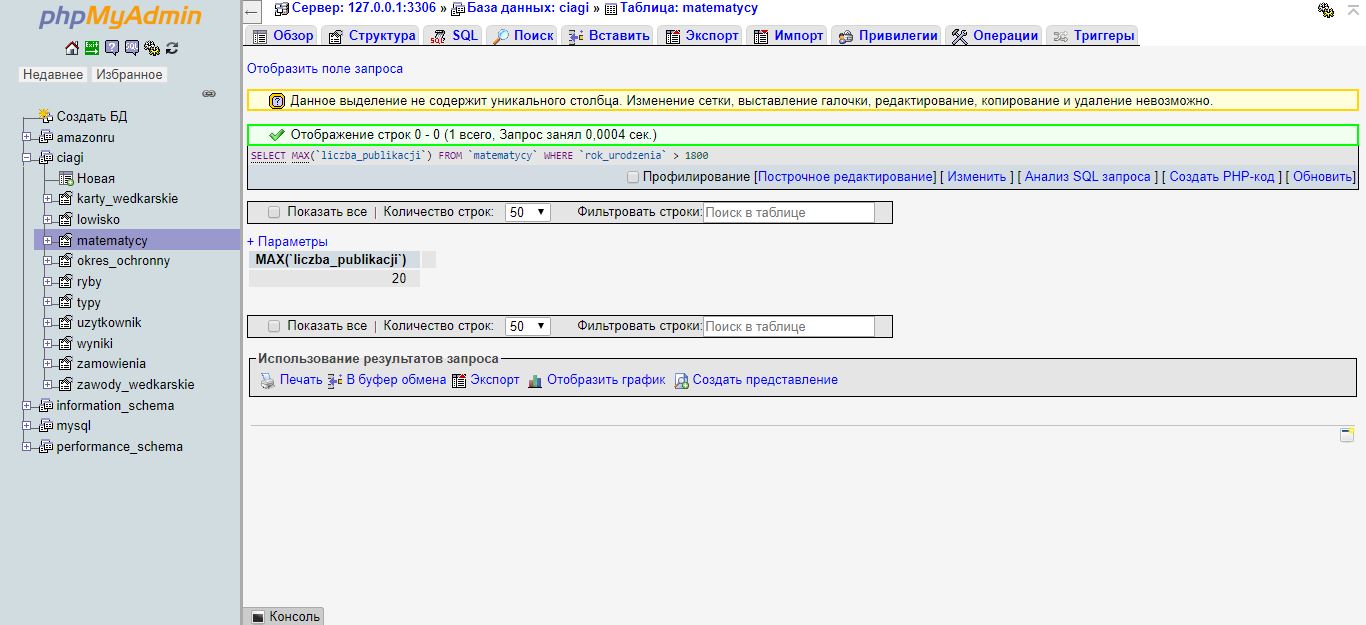 phpMyAdmin
Недавнее Избранное
Создать БД
amazonru
ciagi
Новая
karty_wedkarskie
lowisko
matematycy
okres_ochronny
ryby
typy
uzytkownik
wyniki
zamowienia
zawody_wedkarskie
information_schema
mysql
performance_schema
Сервер: 127.0.0.1:3306 » База данных: ciagi » Таблица: matematycy
Обзор Структура SQL Поиск Вставить Экспорт Импорт Привилегии Операции Триггеры
Отобразить поле запроса
Данное выделение не содержит уникального столбца. Изменение сетки, выставление галочки, редактирование, копирование и удаление невозможно.
Отображение строк 0 - 0 (1 всего, Запрос занял 0,0004 сек.)
SELECT MAX(`liczba_publikacji`) FROM `matematycy` WHERE `rok_urodzenia` > 1800
Профилирование [Построчное редактирование] [ Изменить ] [ Анализ SQL запроса ] [ Создать PHP-код ] [ Обновить]
Показать все | Количество строк: 50 Фильтровать строки: Поиск в таблице
+ Параметры
MAX(`liczba_publikacji`)
20
Показать все | Количество строк: 50 Фильтровать строки: Поиск в таблице
Использование результатов запроса
Печать В буфер обмена Экспорт Отобразить график Создать представление
Консоль